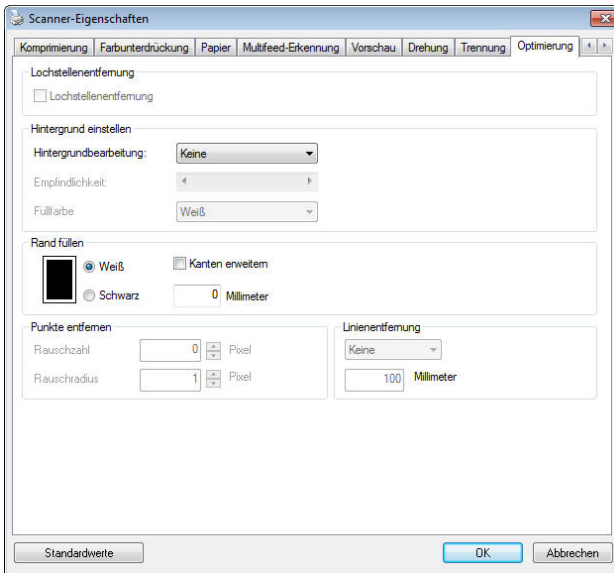 Scanner-Eigenschaften
Komprimierung Farbunterdrückung Papier Multifeed-Erkennung Vorschau Drehung Trennung Optimierung
Lochstellenentfernung
Lochstellenentfernung
Hintergrund einstellen
Hintergrundbearbeitung: Keine
Empfindlichkeit:
Füllfarbe Weiß
Rand füllen
Weiß Kanten erweitern
Schwarz 0 Millimeter
Punkte entfernen
Rauschzahl 0 Pixel
Rauschradius 1 Pixel
Linienentfernung
Keine
100 Millimeter
Standardwerte OK Abbrechen